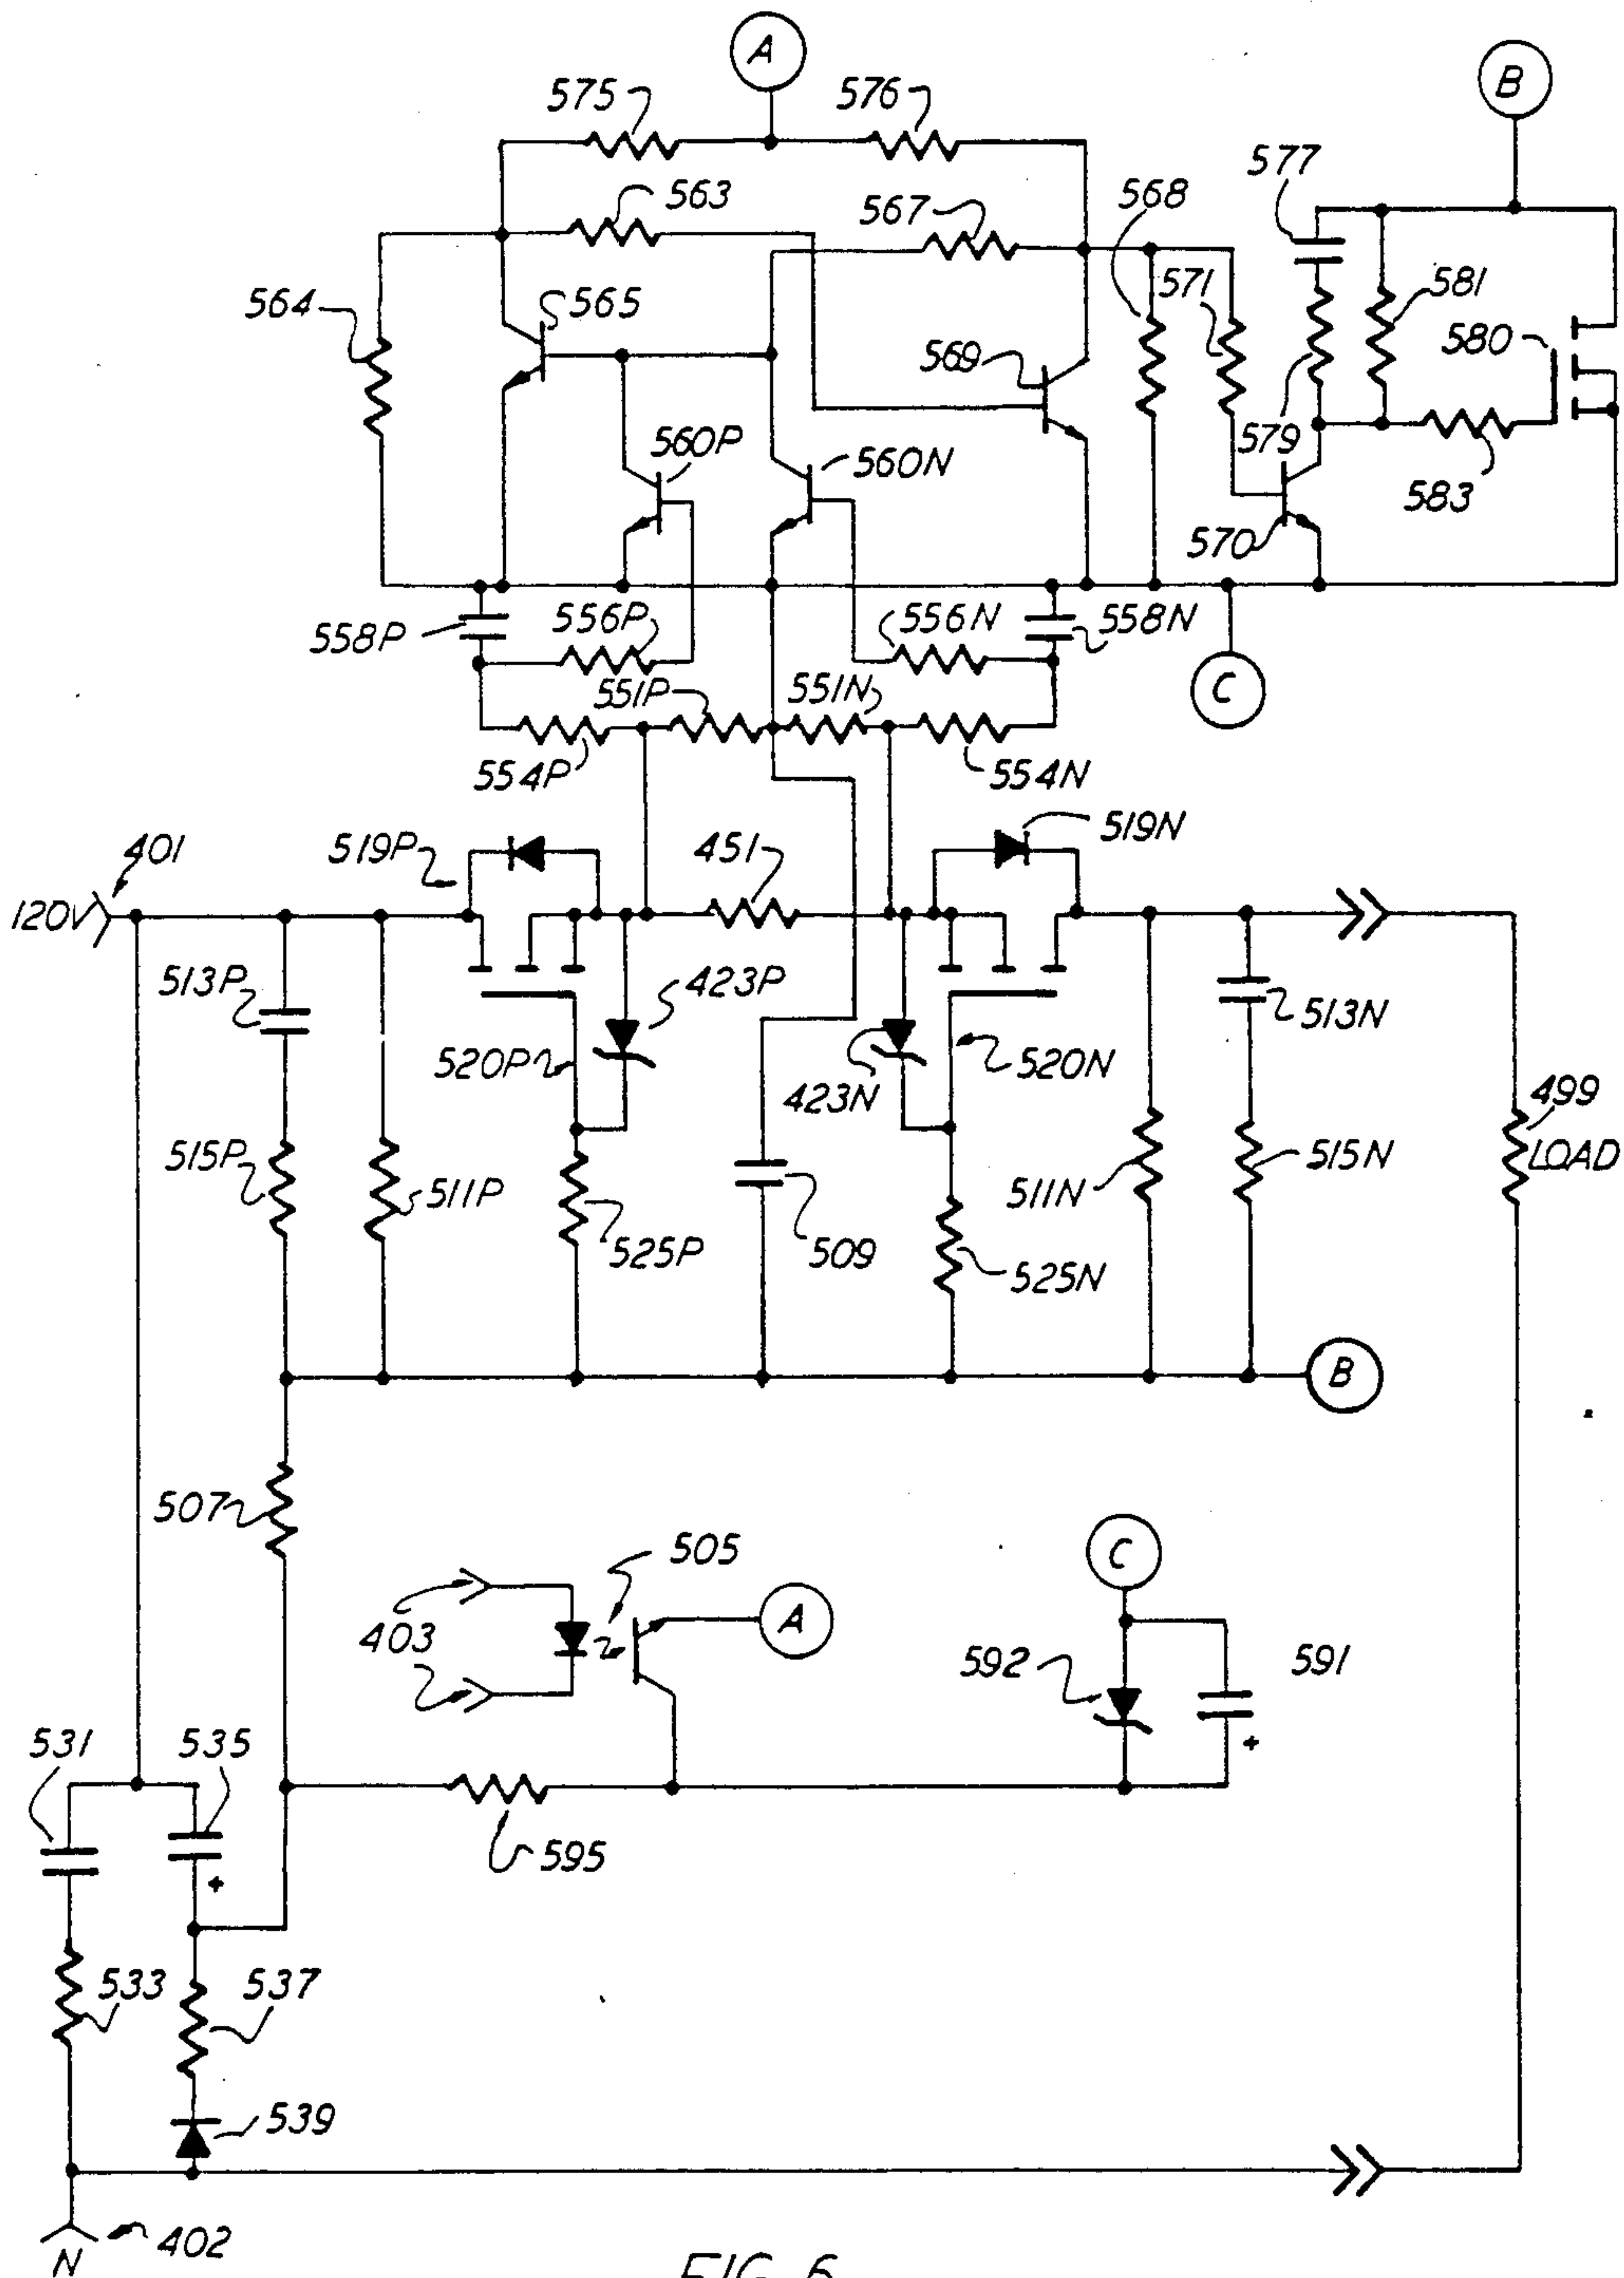 A
B
575
576
577
563
567
568
571
581
564
565
580
569
560P
560N
579
583
570
558P
556P
556N
558N
551P
551N
C
554P
554N
401
519P
451
519N
120V
513P
423P
513N
520P
423N
520N
499
LOAD
515P
511P
511N
515N
525P
509
525N
B
507
505
C
403
A
592
591
531
535
+
595
+
533
537
539
402
N
FIG. 6